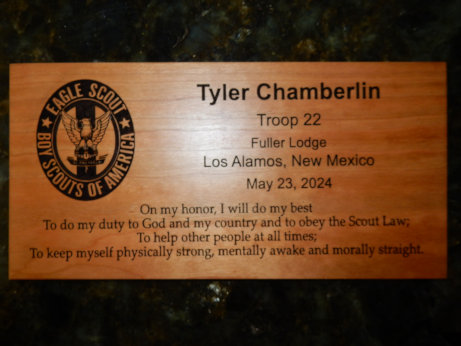 EAGLE SCOUT
BOY SCOUTS OF AMERICA
Tyler Chamberlin
Troop 22
Fuller Lodge
Los Alamos, New Mexico
May 23, 2024
On my honor, I will do my best
To do my duty to God and my country and to obey the Scout Law;
To help other people at all times;
To keep myself physically strong, mentally awake and morally straight.